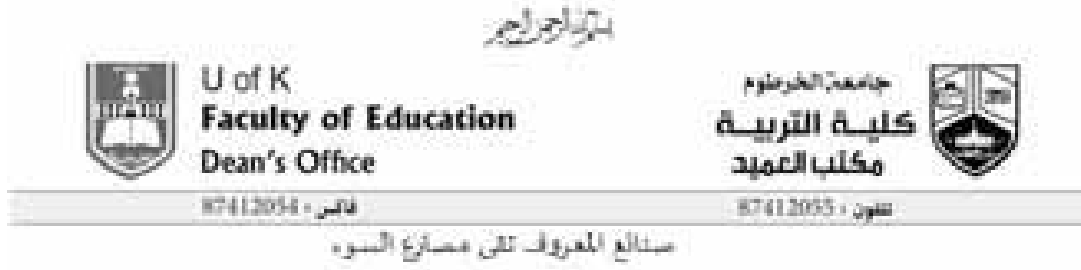 بسم الله الرحمن الرحيم
U of K
Faculty of Education
Dean's Office
جامعة الخرطوم
كلية التربية
مكتب العميد
فاكس : 87412054
تلفون : 87412055
صنائع المعروف تقى مصارع السوء